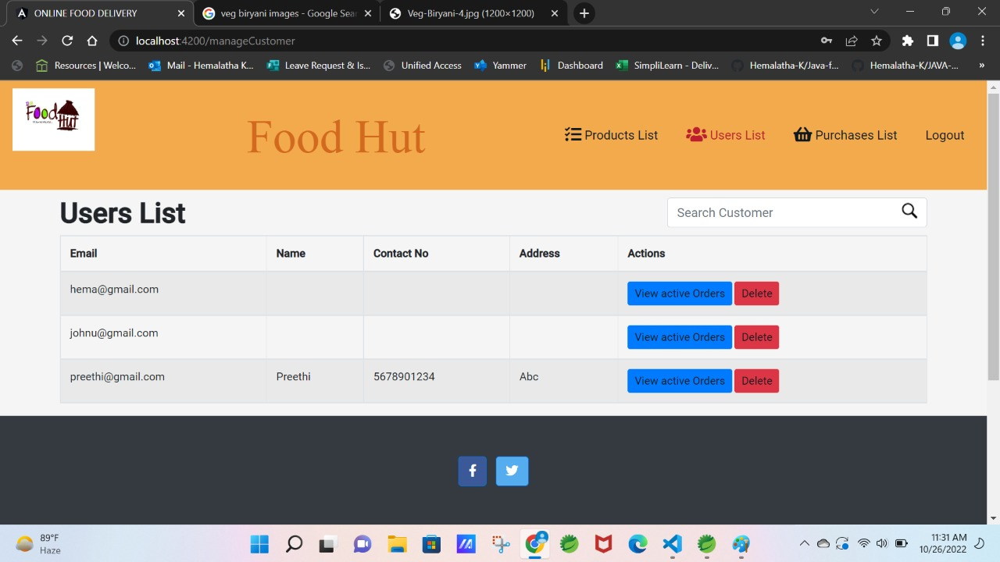 ONLINE FOOD DELIVERY
veg biryani images - Google Sear
Veg-Biryani-4.jpg (1200×1200)
localhost:4200/manageCustomer
Resources | Welco...
Mail - Hemalatha K...
Leave Request & Is...
Unified Access
Yammer
Dashboard
SimpliLearn - Deliv...
Hemalatha-K/Java-f...
Hemalatha-K/JAVA-...
»
Food Hut
Food Hut
Products List
Users List
Purchases List
Logout
Users List
Search Customer
Email Name Contact No Address Actions
hema@gmail.com View active Orders Delete
johnu@gmail.com View active Orders Delete
preethi@gmail.com Preethi 5678901234 Abc View active Orders Delete
89°F
Haze
11:31 AM
10/26/2022